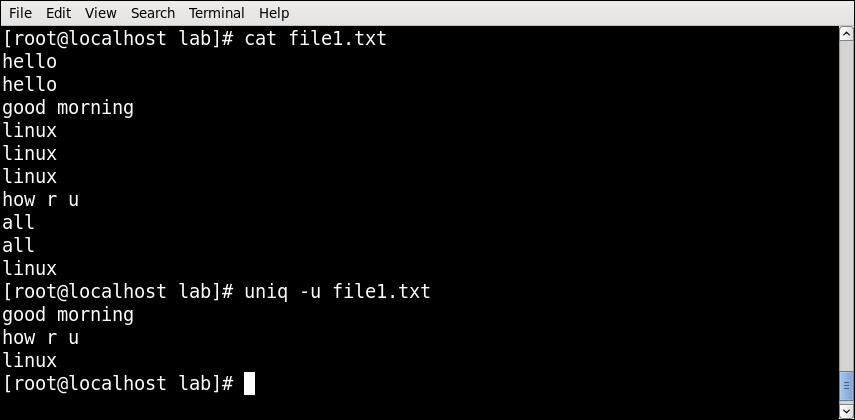 File Edit View Search Terminal Help
[root@localhost lab]# cat file1.txt
hello
hello
good morning
linux
linux
linux
how r u
all
all
linux
[root@localhost lab]# uniq -u file1.txt
good morning
how r u
linux
[root@localhost lab]#